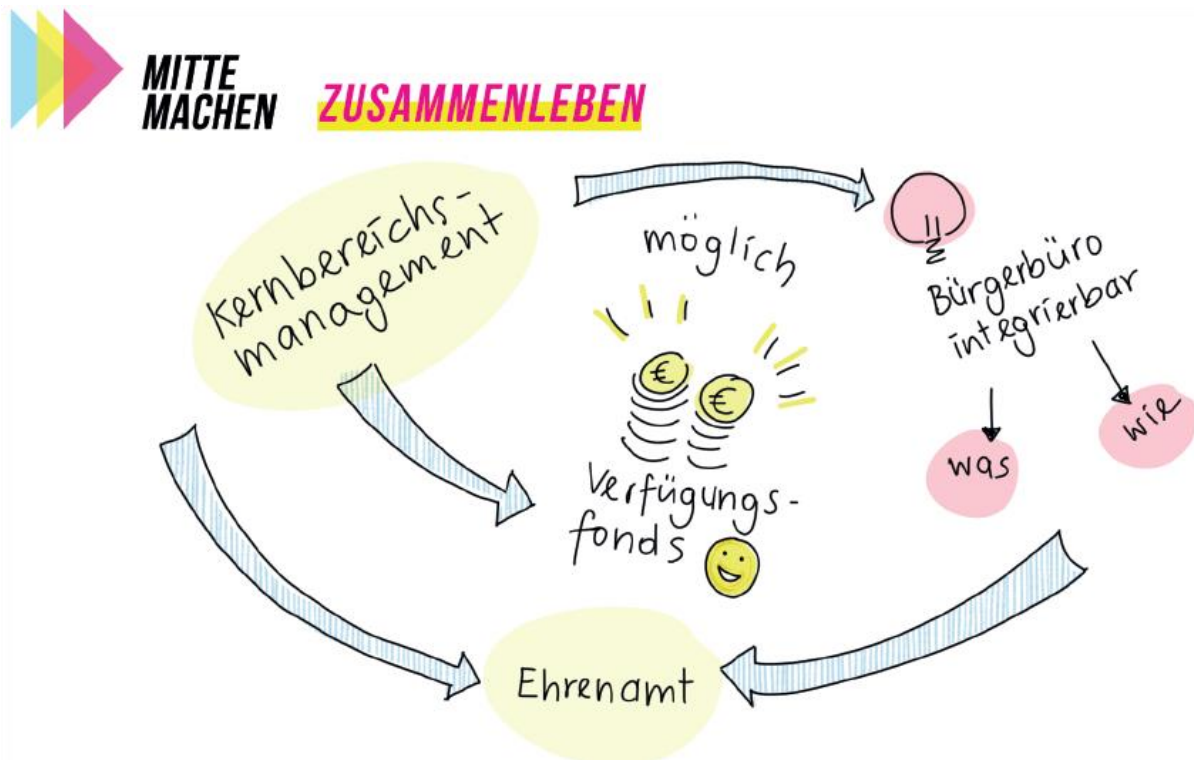 MITTE
MACHEN
ZUSAMMENLEBEN
Kernbereichs-
management
möglich
Bürgerbüro
integrierbar
€
€
was
wie
Verfügungs-
fonds
Ehrenamt